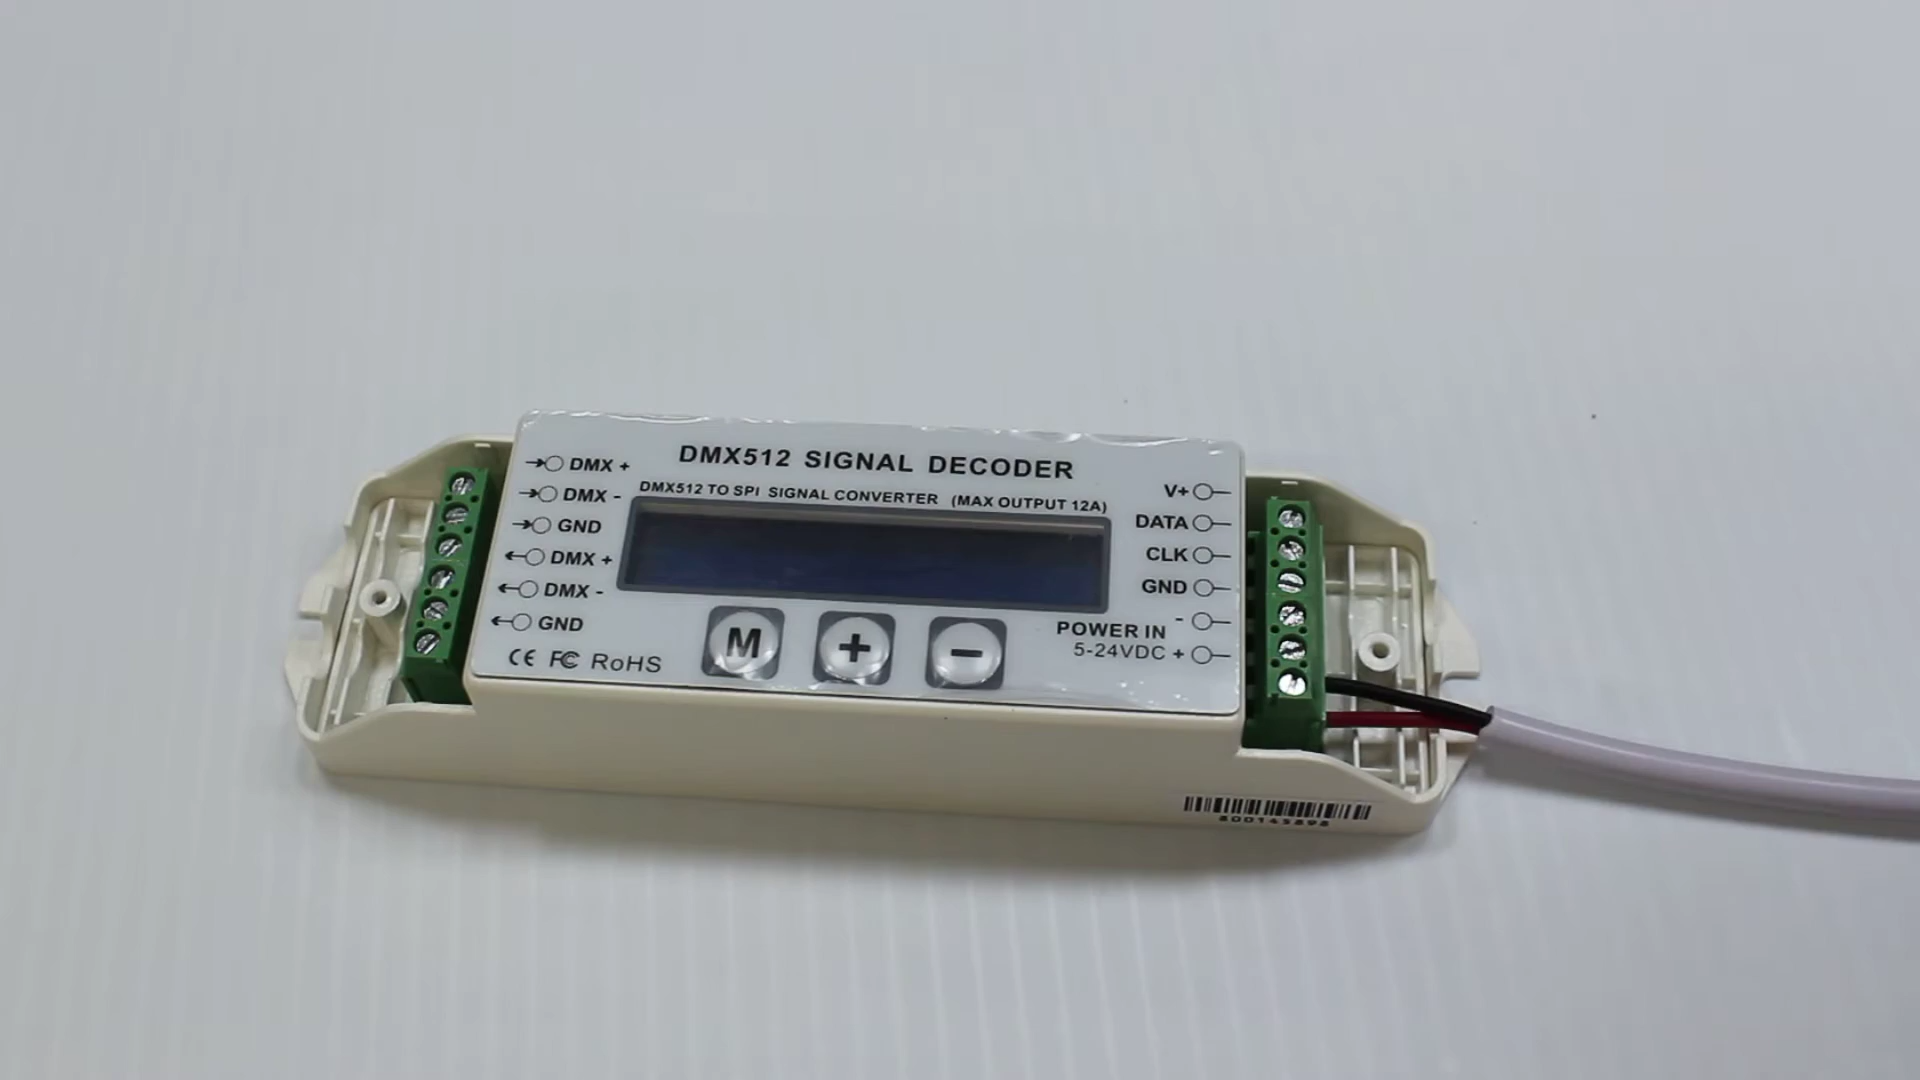 DMX512 SIGNAL DECODER
DMX512 TO SPI SIGNAL CONVERTER (MAX OUTPUT 12A)
DMX +
DMX -
GND
DMX +
DMX -
GND
CE FC RoHS
M
+
-
V+
DATA
CLK
GND
-
POWER IN
5-24VDC +